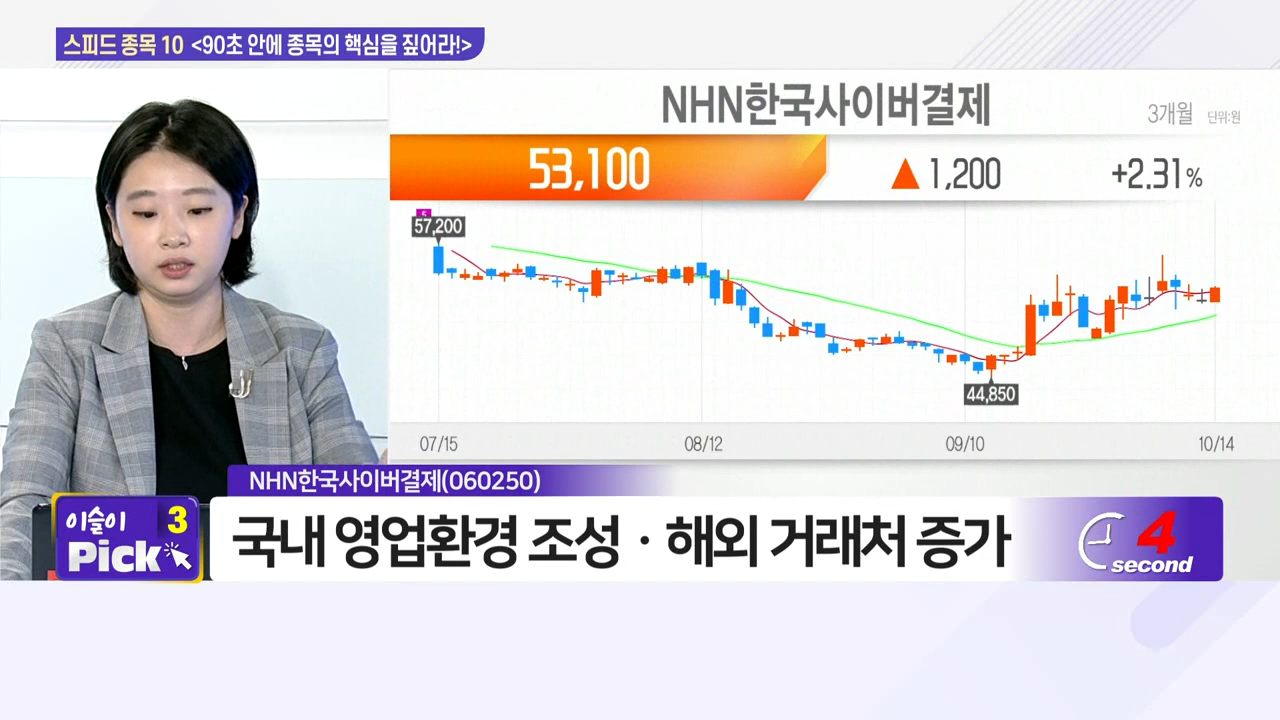 스피드 종목 10 <90초 안에 종목의 핵심을 짚어라!>
NHN한국사이버결제
3개월 단위:원
53,100 ▲ 1,200 +2.31%
5
57,200
44,850
07/15 08/12 09/10 10/14
NHN한국사이버결제(060250)
이슬이 3
Pick
국내 영업환경 조성·해외 거래처 증가
4
second